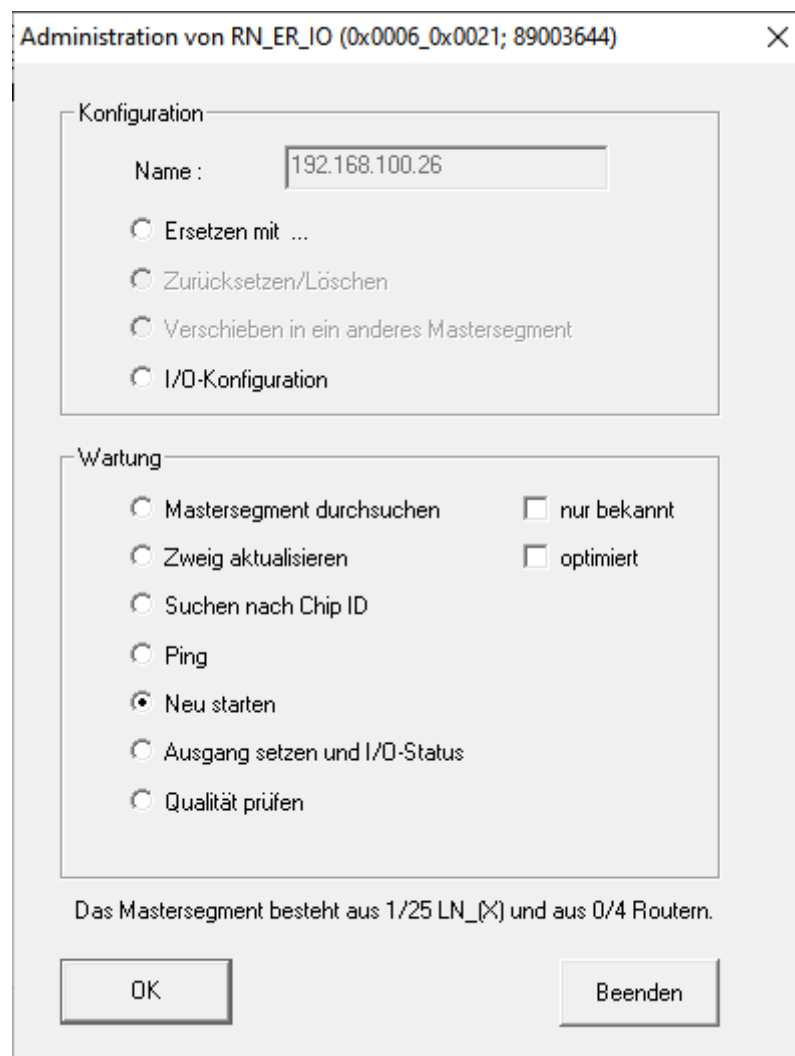 Administration von RN_ER_IO (0x0006_0x0021; 89003644)
Konfiguration
Name : 192.168.100.26
Ersetzen mit ...
Zurücksetzen/Löschen
Verschieben in ein anderes Mastersegment
I/O-Konfiguration
Wartung
Mastersegment durchsuchen nur bekannt
Zweig aktualisieren optimiert
Suchen nach Chip ID
Ping
Neu starten
Ausgang setzen und I/O-Status
Qualität prüfen
Das Mastersegment besteht aus 1/25 LN_(X) und aus 0/4 Routern.
OK Beenden